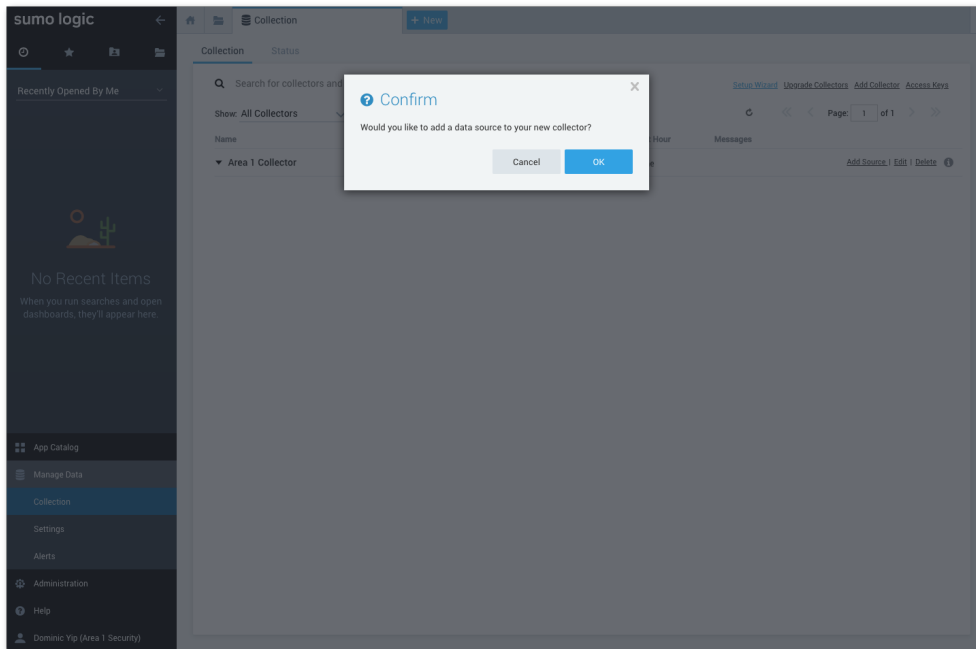 sumo logic
Collection
+ New
Collection
Status
Recently Opened By Me
Search for collectors and
Setup Wizard Upgrade Collectors Add Collector Access Keys
Show: All Collectors
Page: 1 of 1
Name
Hour
Messages
Area 1 Collector
Add Source | Edit | Delete
Confirm
Would you like to add a data source to your new collector?
Cancel
OK
No Recent Items
When you run searches and open
dashboards, they'll appear here.
App Catalog
Manage Data
Collection
Settings
Alerts
Administration
Help
Dominic Yip (Area 1 Security)